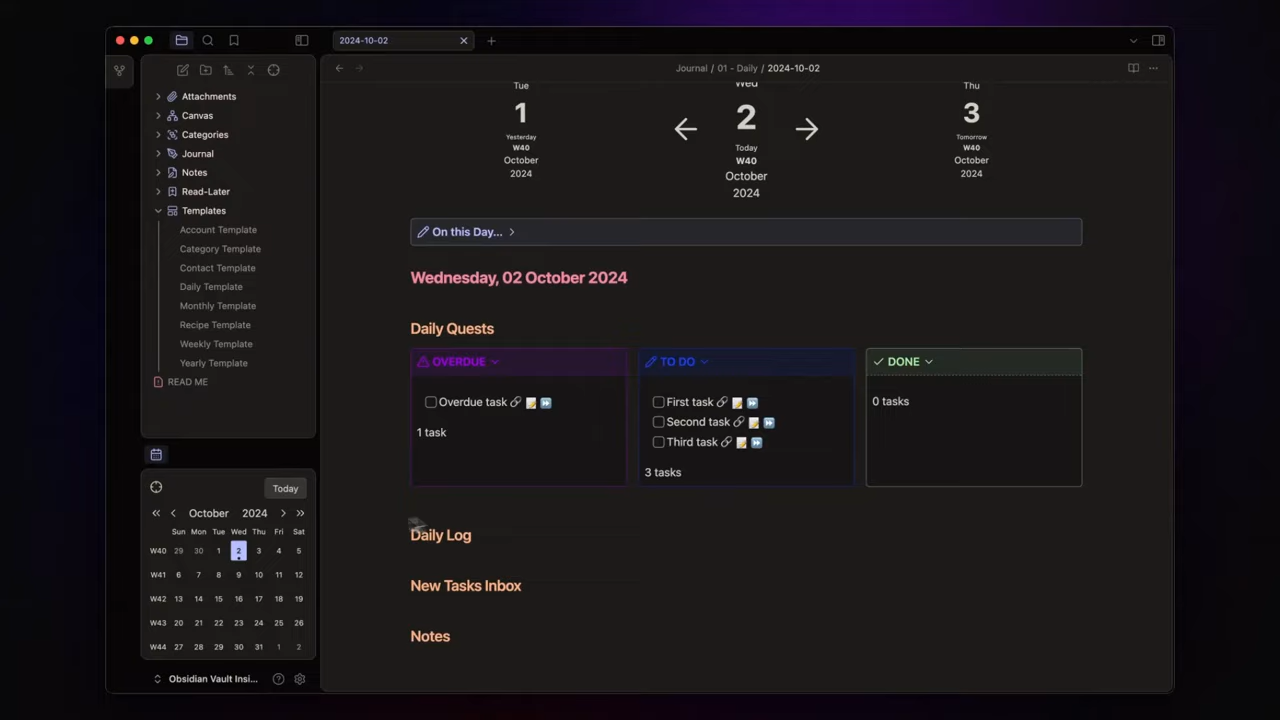 2024-10-02
Journal / 01 - Daily / 2024-10-02
Attachments
Canvas
Categories
Journal
Notes
Read-Later
Templates
Account Template
Category Template
Contact Template
Daily Template
Monthly Template
Recipe Template
Weekly Template
Yearly Template
READ ME
Today
October 2024
Sun Mon Tue Wed Thu Fri Sat
W40 29 30 1 2 3 4 5
W41 6 7 8 9 10 11 12
W42 13 14 15 16 17 18 19
W43 20 21 22 23 24 25 26
W44 27 28 29 30 31 1 2
Obsidian Vault Insi...
Tue
1
Yesterday
W40
October
2024
Wed
2
Today
W40
October
2024
Thu
3
Tomorrow
W40
October
2024
On this Day...
Wednesday, 02 October 2024
Daily Quests
OVERDUE
Overdue task
1 task
TO DO
First task
Second task
Third task
3 tasks
DONE
0 tasks
Daily Log
New Tasks Inbox
Notes